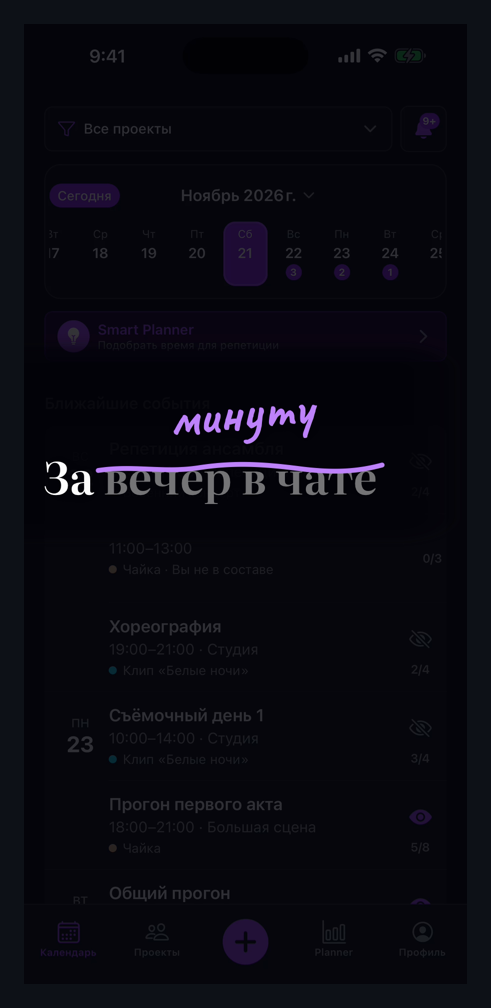 9:41
Все проекты
9+
Сегодня
Ноябрь 2026 г.
Вт Ср Чт Пт Сб Вс Пн Вт Ср
17 18 19 20 21 22 23 24 25
3 2 1
Smart Planner
Подобрать время для репетиции
Ближайшие события
минуту
Репетиция ансамбля
За вечер в чате
2/4
11:00–13:00
0/3
Чайка · Вы не в составе
Хореография
19:00–21:00 · Студия
Клип «Белые ночи»
2/4
ПН
23
Съёмочный день 1
10:00–14:00 · Студия
Клип «Белые ночи»
3/4
Прогон первого акта
18:00–21:00 · Большая сцена
Чайка
5/8
ВТ
Общий прогон
Календарь
Проекты
Planner
Профиль